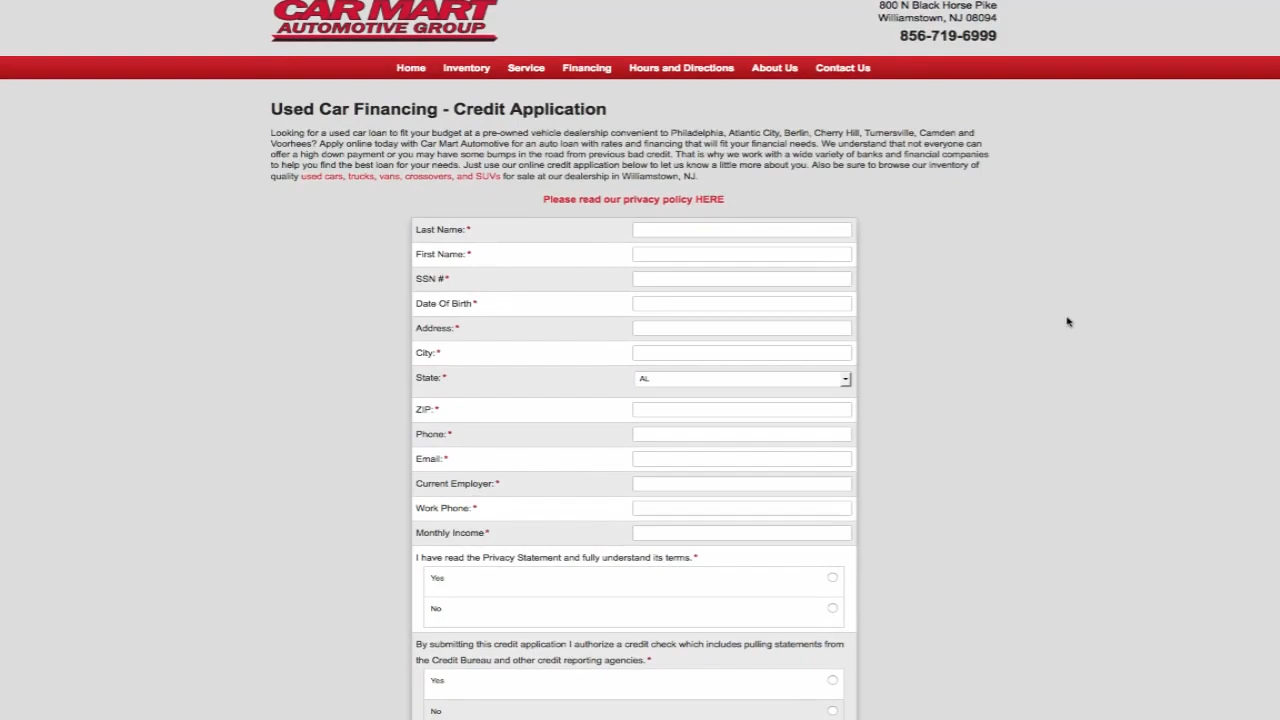 CAR MART
AUTOMOTIVE GROUP
800 N Black Horse Pike
Williamstown, NJ 08094
856-719-6999
Home Inventory Service Financing Hours and Directions About Us Contact Us
Used Car Financing - Credit Application
Looking for a used car loan to fit your budget at a pre-owned vehicle dealership convenient to Philadelphia, Atlantic City, Berlin, Cherry Hill, Turnersville, Camden and
Voorhees? Apply online today with Car Mart Automotive for an auto loan with rates and financing that will fit your financial needs. We understand that not everyone can
offer a high down payment or you may have some bumps in the road from previous bad credit. That is why we work with a wide variety of banks and financial companies
to help you find the best loan for your needs. Just use our online credit application below to let us know a little more about you. Also be sure to browse our inventory of
quality used cars, trucks, vans, crossovers, and SUVs for sale at our dealership in Williamstown, NJ.
Please read our privacy policy HERE
Last Name:*
First Name:*
SSN #*
Date Of Birth*
Address:*
City:*
State:* AL
ZIP:*
Phone:*
Email:*
Current Employer:*
Work Phone:*
Monthly Income*
I have read the Privacy Statement and fully understand its terms.*
Yes
No
By submitting this credit application I authorize a credit check which includes pulling statements from
the Credit Bureau and other credit reporting agencies.*
Yes
No